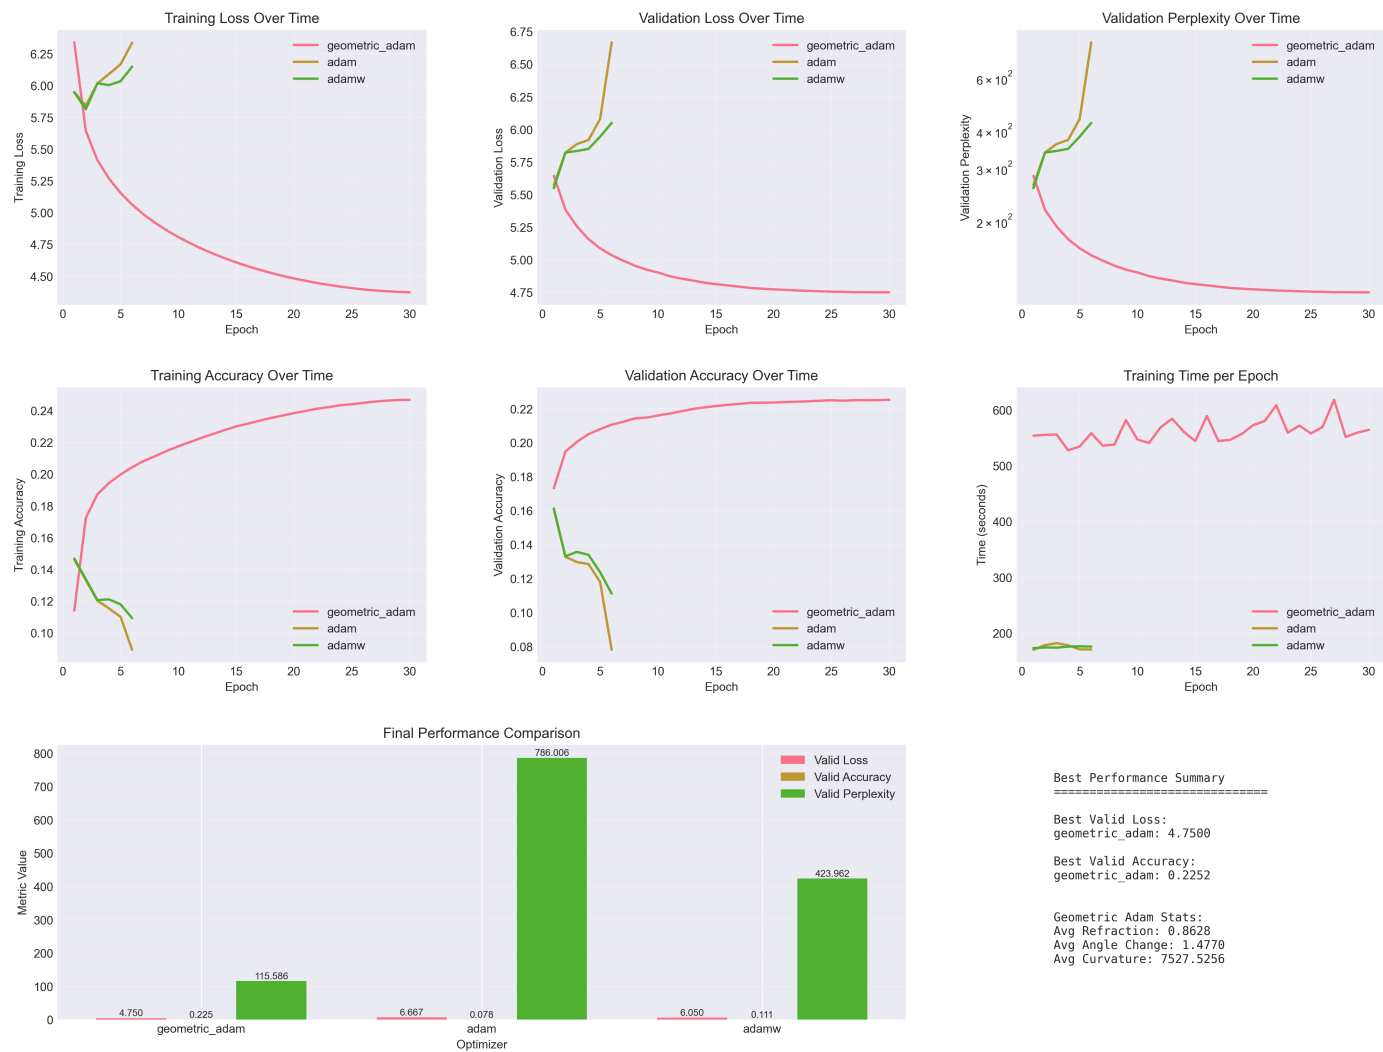 Training Loss Over Time
Training Loss
6.25
6.00
5.75
5.50
5.25
5.00
4.75
4.50
0 5 10 15 20 25 30
Epoch
geometric_adam
adam
adamw
Validation Loss Over Time
Validation Loss
6.75
6.50
6.25
6.00
5.75
5.50
5.25
5.00
4.75
0 5 10 15 20 25 30
Epoch
geometric_adam
adam
adamw
Validation Perplexity Over Time
Validation Perplexity
6 × 10²
4 × 10²
3 × 10²
2 × 10²
0 5 10 15 20 25 30
Epoch
geometric_adam
adam
adamw
Training Accuracy Over Time
Training Accuracy
0.24
0.22
0.20
0.18
0.16
0.14
0.12
0.10
0 5 10 15 20 25 30
Epoch
geometric_adam
adam
adamw
Validation Accuracy Over Time
Validation Accuracy
0.22
0.20
0.18
0.16
0.14
0.12
0.10
0.08
0 5 10 15 20 25 30
Epoch
geometric_adam
adam
adamw
Training Time per Epoch
Time (seconds)
600
500
400
300
200
0 5 10 15 20 25 30
Epoch
geometric_adam
adam
adamw
Final Performance Comparison
Metric Value
800
700
600
500
400
300
200
100
0
Valid Loss
Valid Accuracy
Valid Perplexity
4.750 0.225 115.586
6.667 0.078 786.006
6.050 0.111 423.962
geometric_adam adam adamw
Optimizer
Best Performance Summary
==============================
Best Valid Loss:
geometric_adam: 4.7500
Best Valid Accuracy:
geometric_adam: 0.2252
Geometric Adam Stats:
Avg Refraction: 0.8628
Avg Angle Change: 1.4770
Avg Curvature: 7527.5256